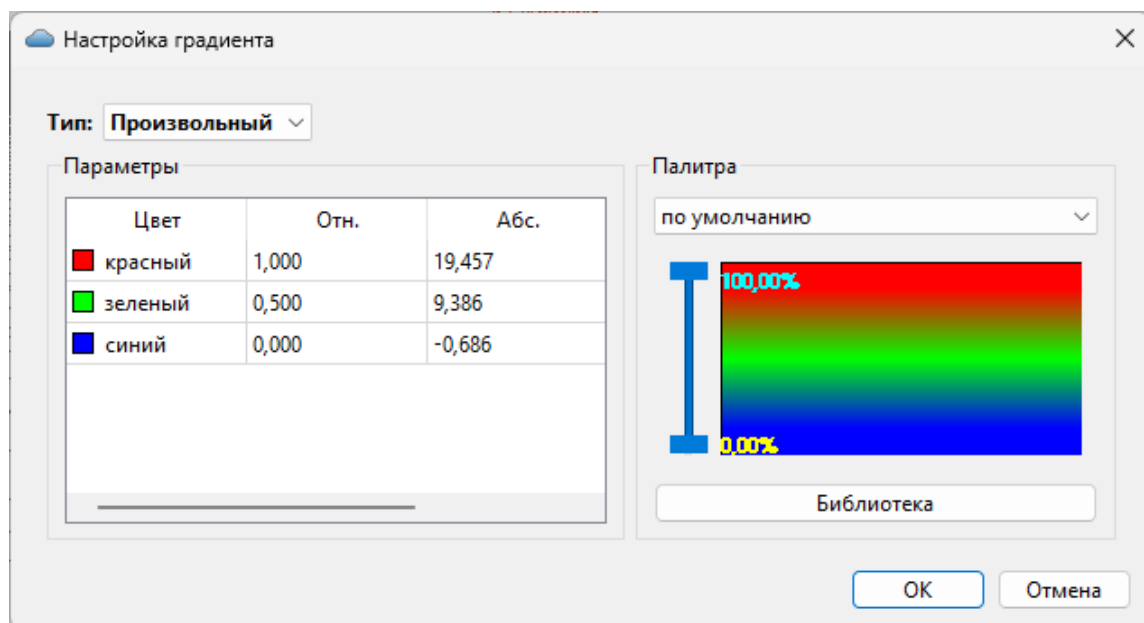 Настройка градиента
Тип: Произвольный
Параметры
Цвет Отн. Абс.
красный 1,000 19,457
зеленый 0,500 9,386
синий 0,000 -0,686
Палитра
по умолчанию
100,00%
0,00%
Библиотека
ОК Отмена